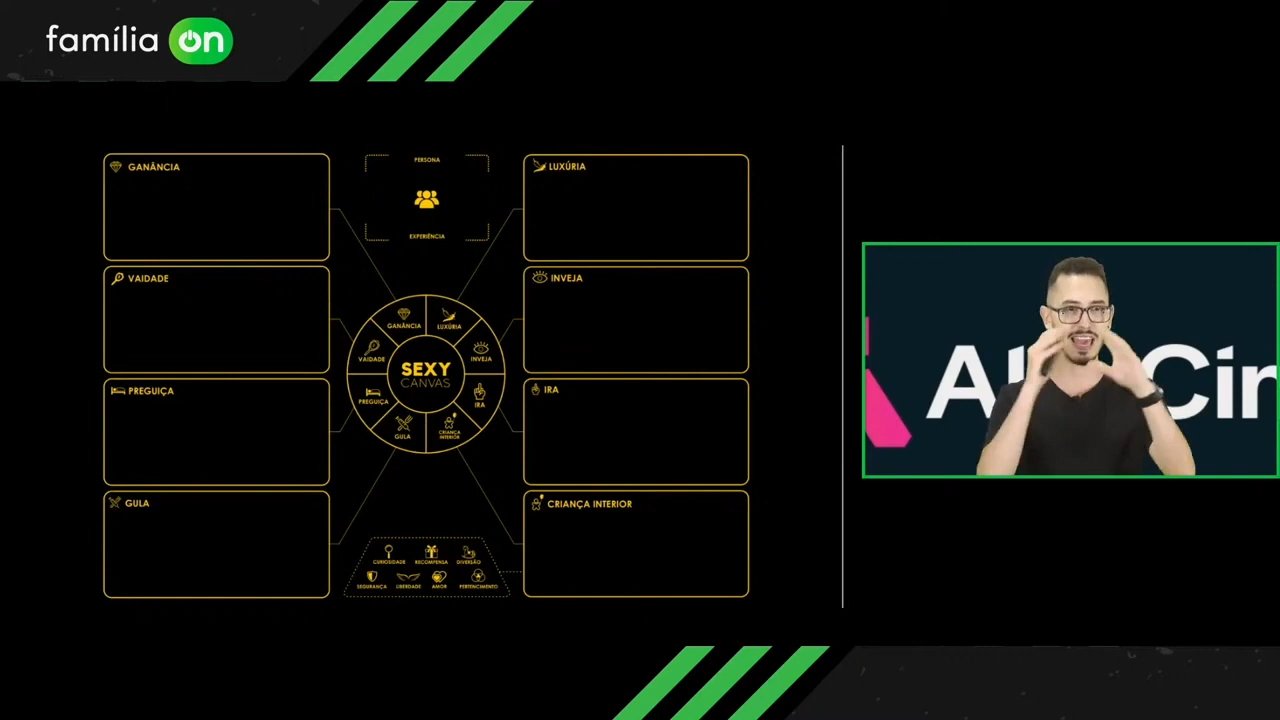 família on
GANÂNCIA
PERSONA
EXPERIÊNCIA
LUXÚRIA
VAIDADE
INVEJA
PREGUIÇA
IRA
GULA
CRIANÇA INTERIOR
GANÂNCIA
LUXÚRIA
VAIDADE
INVEJA
SEXY
CANVAS
PREGUIÇA
IRA
GULA
CRIANÇA
INTERIOR
CURIOSIDADE
RECOMPENSA
DIVERSÃO
SEGURANÇA
LIBERDADE
AMOR
PERTENCIMENTO